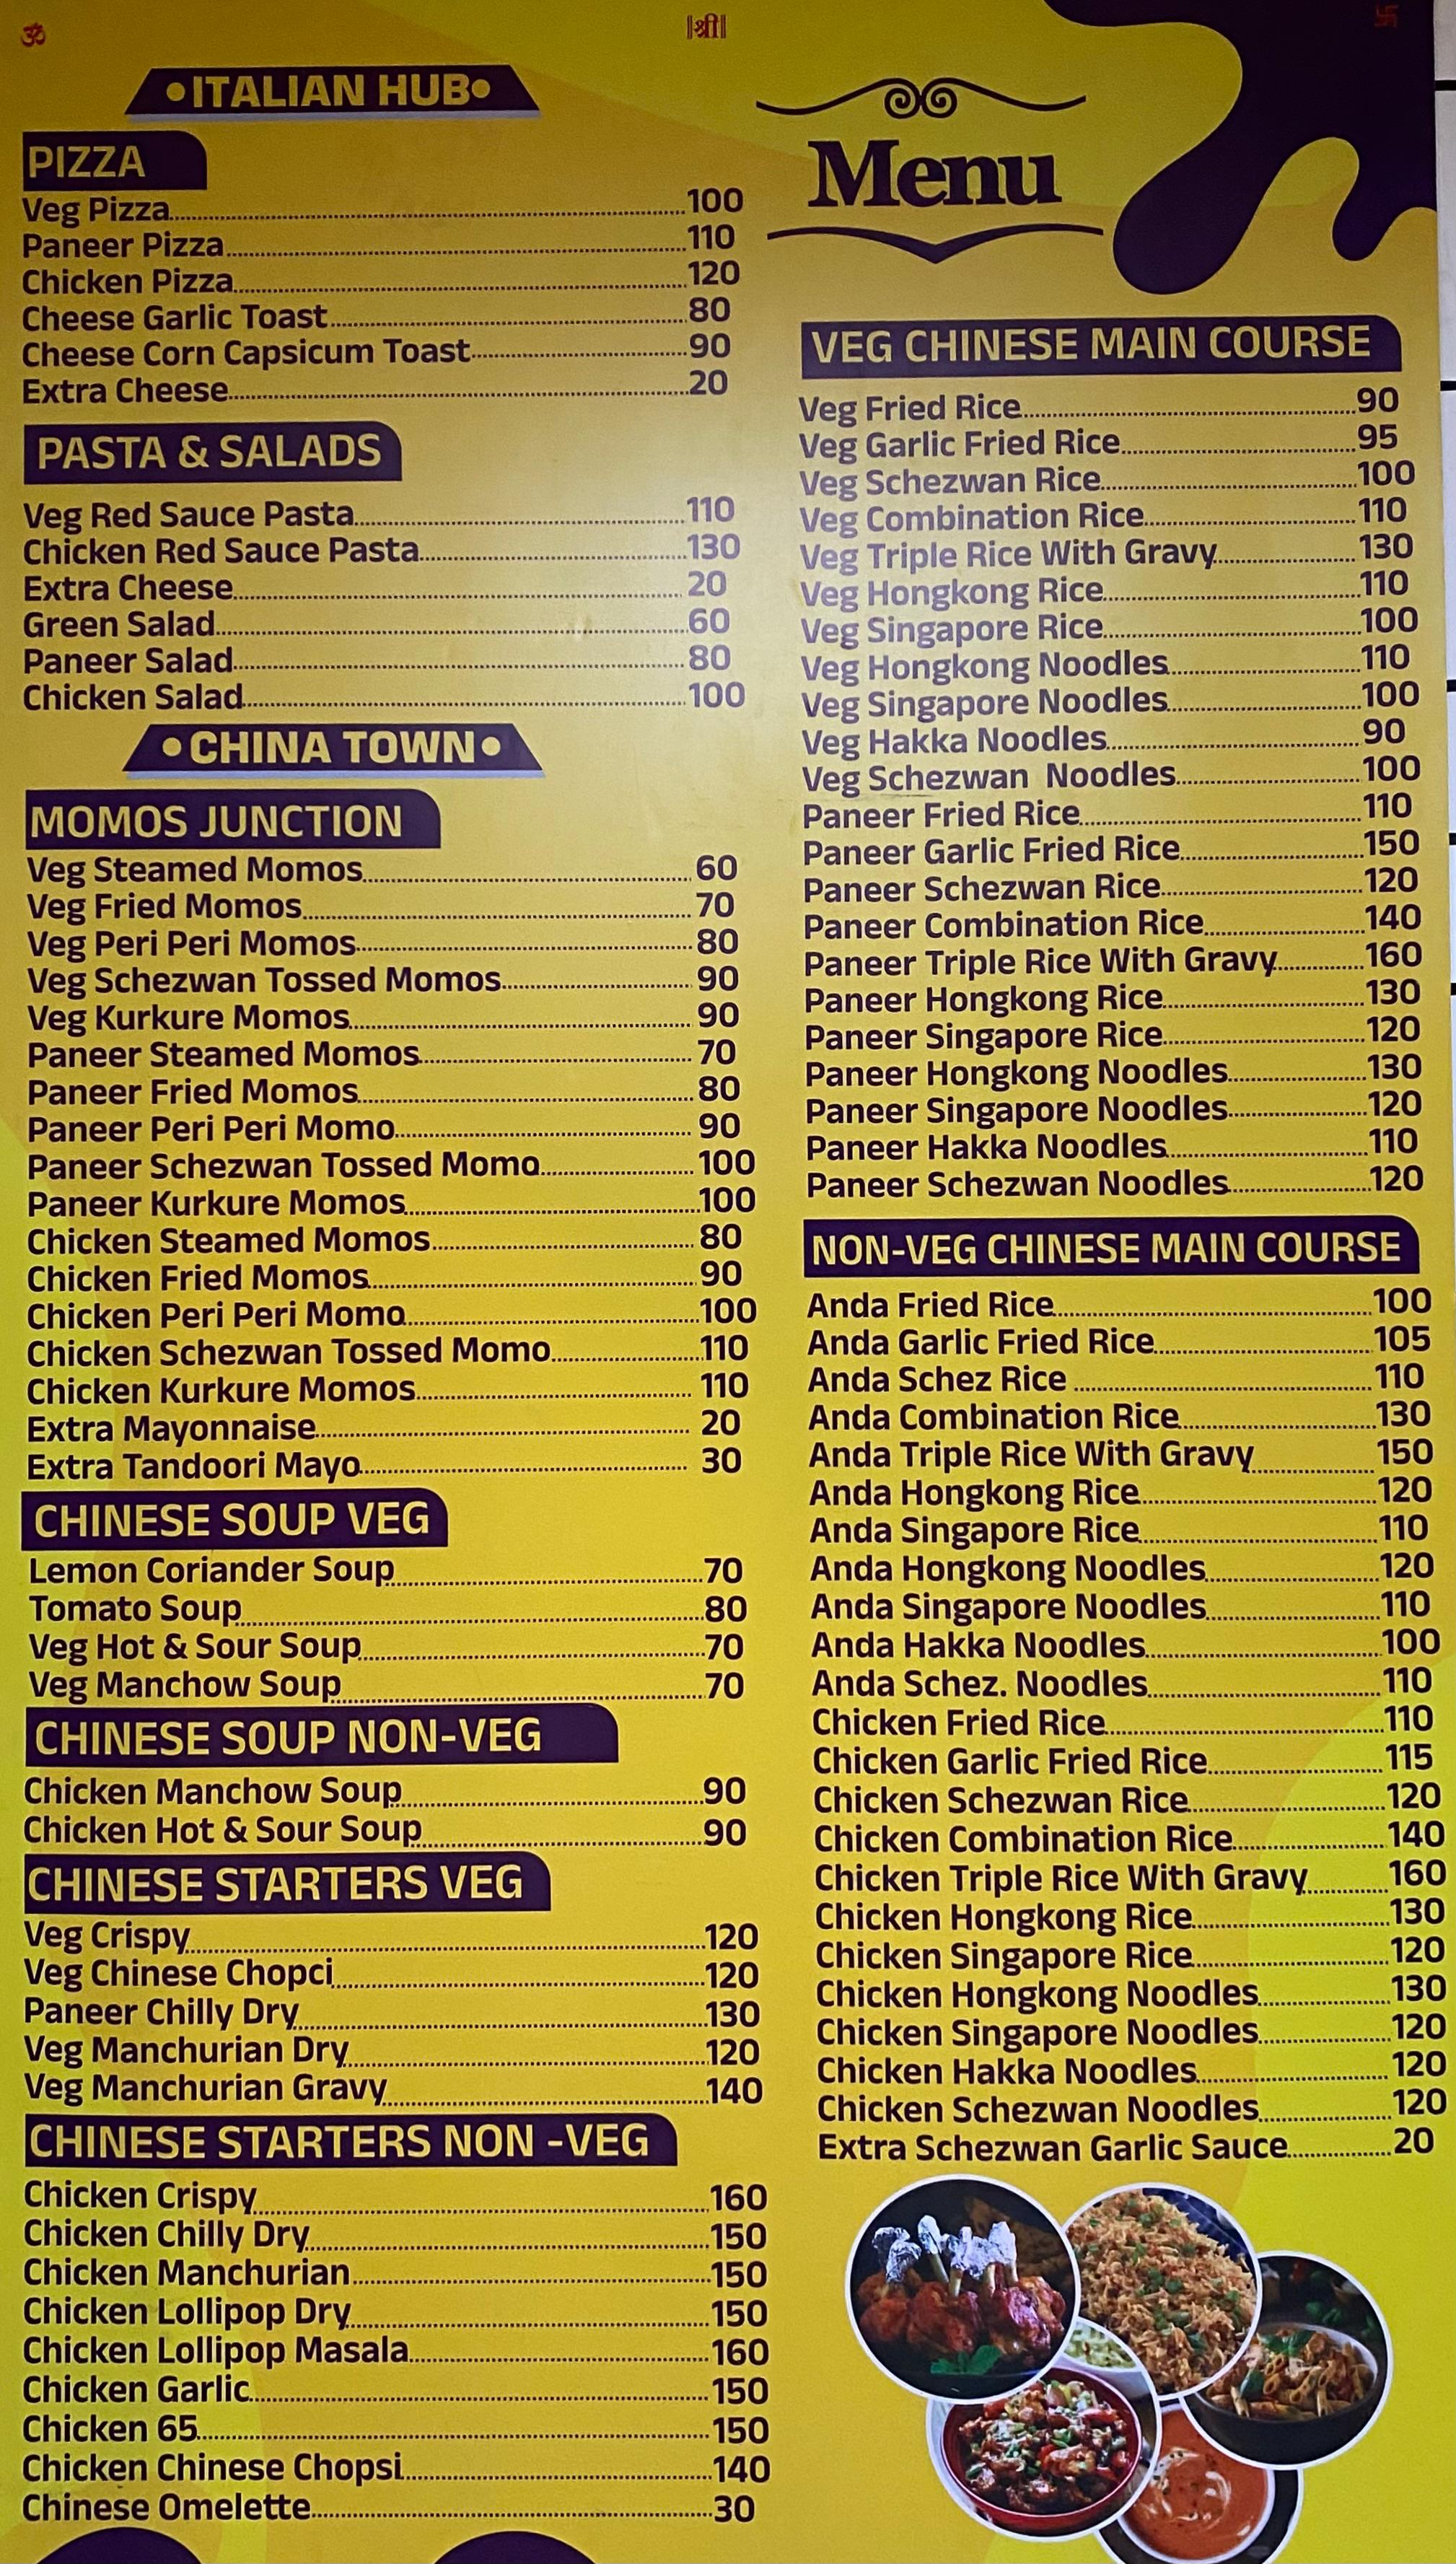 ॐ
॥श्री॥
卐
•ITALIAN HUB•
PIZZA
Veg Pizza 100
Paneer Pizza 110
Chicken Pizza 120
Cheese Garlic Toast 80
Cheese Corn Capsicum Toast 90
Extra Cheese 20
PASTA & SALADS
Veg Red Sauce Pasta 110
Chicken Red Sauce Pasta 130
Extra Cheese 20
Green Salad 60
Paneer Salad 80
Chicken Salad 100
•CHINA TOWN•
MOMOS JUNCTION
Veg Steamed Momos 60
Veg Fried Momos 70
Veg Peri Peri Momos 80
Veg Schezwan Tossed Momos 90
Veg Kurkure Momos 90
Paneer Steamed Momos 70
Paneer Fried Momos 80
Paneer Peri Peri Momo 90
Paneer Schezwan Tossed Momo 100
Paneer Kurkure Momos 100
Chicken Steamed Momos 80
Chicken Fried Momos 90
Chicken Peri Peri Momo 100
Chicken Schezwan Tossed Momo 110
Chicken Kurkure Momos 110
Extra Mayonnaise 20
Extra Tandoori Mayo 30
CHINESE SOUP VEG
Lemon Coriander Soup 70
Tomato Soup 80
Veg Hot & Sour Soup 70
Veg Manchow Soup 70
CHINESE SOUP NON-VEG
Chicken Manchow Soup 90
Chicken Hot & Sour Soup 90
CHINESE STARTERS VEG
Veg Crispy 120
Veg Chinese Chopci 120
Paneer Chilly Dry 130
Veg Manchurian Dry 120
Veg Manchurian Gravy 140
CHINESE STARTERS NON -VEG
Chicken Crispy 160
Chicken Chilly Dry 150
Chicken Manchurian 150
Chicken Lollipop Dry 150
Chicken Lollipop Masala 160
Chicken Garlic 150
Chicken 65 150
Chicken Chinese Chopsi 140
Chinese Omelette 30
Menu
VEG CHINESE MAIN COURSE
Veg Fried Rice 90
Veg Garlic Fried Rice 95
Veg Schezwan Rice 100
Veg Combination Rice 110
Veg Triple Rice With Gravy 130
Veg Hongkong Rice 110
Veg Singapore Rice 100
Veg Hongkong Noodles 110
Veg Singapore Noodles 100
Veg Hakka Noodles 90
Veg Schezwan Noodles 100
Paneer Fried Rice 110
Paneer Garlic Fried Rice 150
Paneer Schezwan Rice 120
Paneer Combination Rice 140
Paneer Triple Rice With Gravy 160
Paneer Hongkong Rice 130
Paneer Singapore Rice 120
Paneer Hongkong Noodles 130
Paneer Singapore Noodles 120
Paneer Hakka Noodles 110
Paneer Schezwan Noodles 120
NON-VEG CHINESE MAIN COURSE
Anda Fried Rice 100
Anda Garlic Fried Rice 105
Anda Schez Rice 110
Anda Combination Rice 130
Anda Triple Rice With Gravy 150
Anda Hongkong Rice 120
Anda Singapore Rice 110
Anda Hongkong Noodles 120
Anda Singapore Noodles 110
Anda Hakka Noodles 100
Anda Schez. Noodles 110
Chicken Fried Rice 110
Chicken Garlic Fried Rice 115
Chicken Schezwan Rice 120
Chicken Combination Rice 140
Chicken Triple Rice With Gravy 160
Chicken Hongkong Rice 130
Chicken Singapore Rice 120
Chicken Hongkong Noodles 130
Chicken Singapore Noodles 120
Chicken Hakka Noodles 120
Chicken Schezwan Noodles 120
Extra Schezwan Garlic Sauce 20